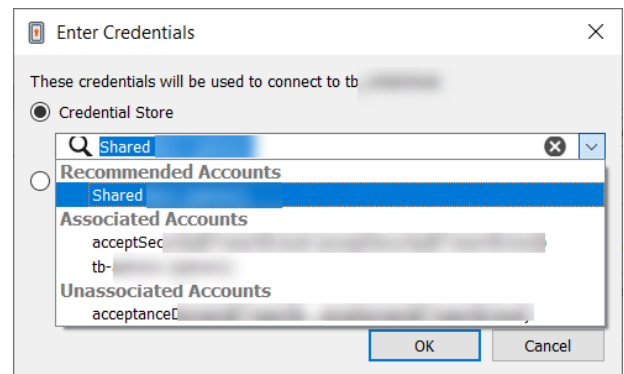 Enter Credentials
These credentials will be used to connect to tb
Credential Store
Shared
Recommended Accounts
Shared
Associated Accounts
acceptSec
tb-
Unassociated Accounts
acceptance
OK Cancel